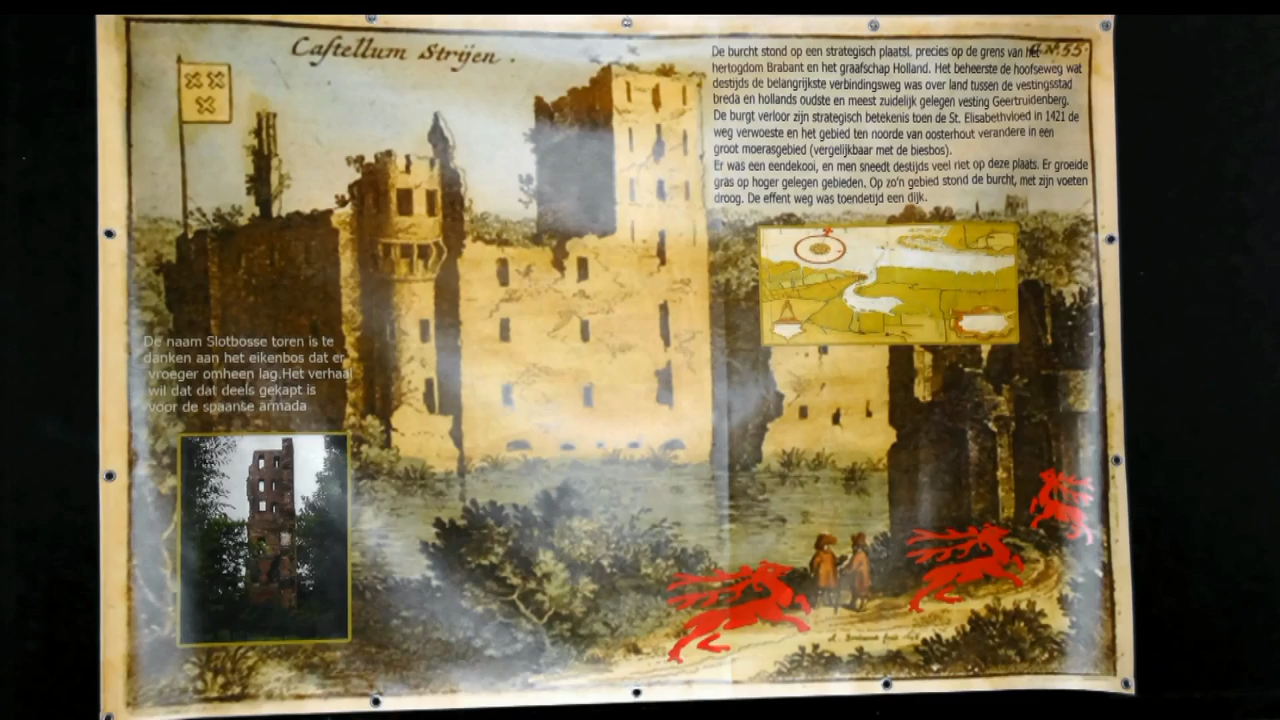 Castellum Strijen.
Nº.55.
De burcht stond op een strategisch plaatsl, precies op de grens van het
hertogdom Brabant en het graafschap Holland. Het beheerste de hoofseweg wat
destijds de belangrijkste verbindingsweg was over land tussen de vestingsstad
breda en hollands oudste en meest zuidelijk gelegen vesting Geertruidenberg.
De burgt verloor zijn strategisch betekenis toen de St. Elisabethvloed in 1421 de
weg verwoeste en het gebied ten noorde van oosterhout verandere in een
groot moerasgebied (vergelijkbaar met de biesbos).
Er was een eendekooi, en men sneedt destijds veel riet op deze plaats. Er groeide
gras op hoger gelegen gebieden. Op zo'n gebied stond de burcht, met zijn voeten
droog. De effent weg was toendetijd een dijk.
De naam Slotbosse toren is te
danken aan het eikenbos dat er
vroeger omheen lag.Het verhaal
wil dat dat deels gekapt is
voor de spaanse armada